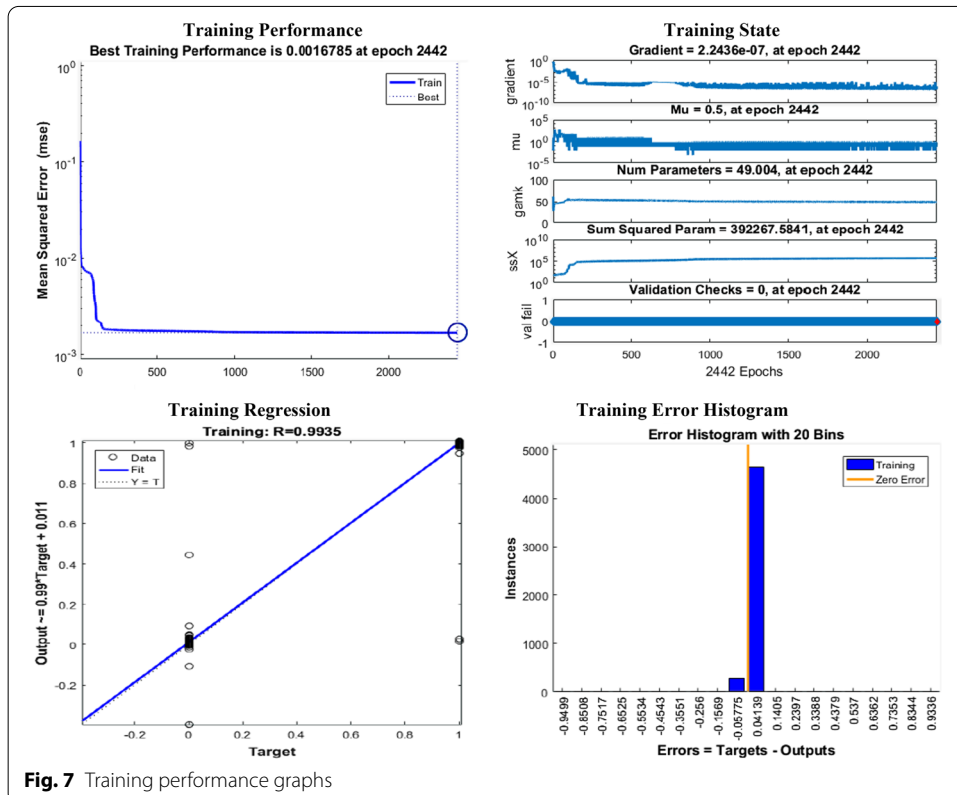 Training Performance
Best Training Performance is 0.0016785 at epoch 2442
10^0
10^-1
10^-2
10^-3
Mean Squared Error (mse)
Train
Best
0 500 1000 1500 2000
Training State
Gradient = 2.2436e-07, at epoch 2442
gradient
10^0
10^-5
10^-10
Mu = 0.5, at epoch 2442
mu
10^5
10^0
10^-5
Num Parameters = 49.004, at epoch 2442
gamk
100
50
0
Sum Squared Param = 392267.5841, at epoch 2442
ssX
10^10
10^5
10^0
Validation Checks = 0, at epoch 2442
val fail
1
0
-1
0 500 1000 1500 2000
2442 Epochs
Training Regression
Training: R=0.9935
Output ~= 0.99*Target + 0.011
1
0.8
0.6
0.4
0.2
0
-0.2
Data
Fit
Y = T
-0.2 0 0.2 0.4 0.6 0.8 1
Target
Training Error Histogram
Error Histogram with 20 Bins
Instances
5000
4000
3000
2000
1000
0
Training
Zero Error
-0.9499
-0.8508
-0.7517
-0.6525
-0.5534
-0.4543
-0.3551
-0.256
-0.1569
-0.05775
0.04139
0.1405
0.2397
0.3388
0.4379
0.537
0.6362
0.7353
0.8344
0.9336
Errors = Targets - Outputs
Fig. 7 Training performance graphs